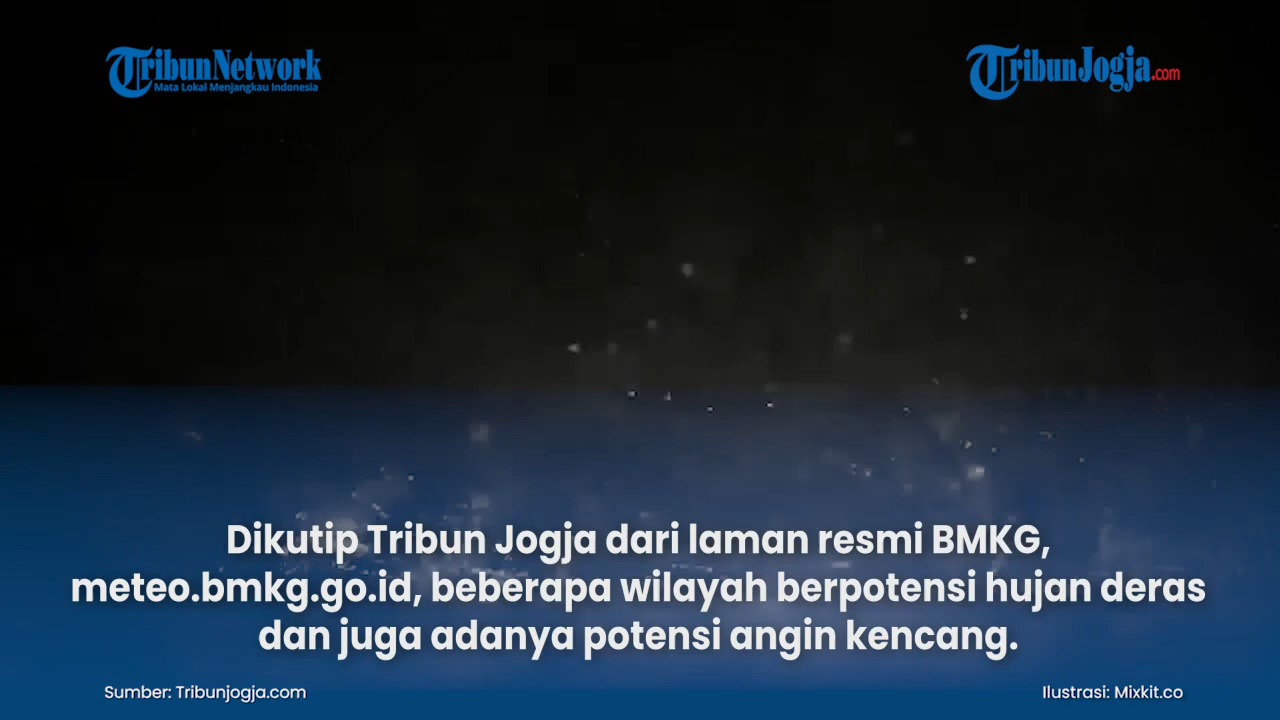 TribunNetwork
Mata Lokal Menjangkau Indonesia
TribunJogja.com
Dikutip Tribun Jogja dari laman resmi BMKG,
meteo.bmkg.go.id, beberapa wilayah berpotensi hujan deras
dan juga adanya potensi angin kencang.
Sumber: Tribunjogja.com
Ilustrasi: Mixkit.co